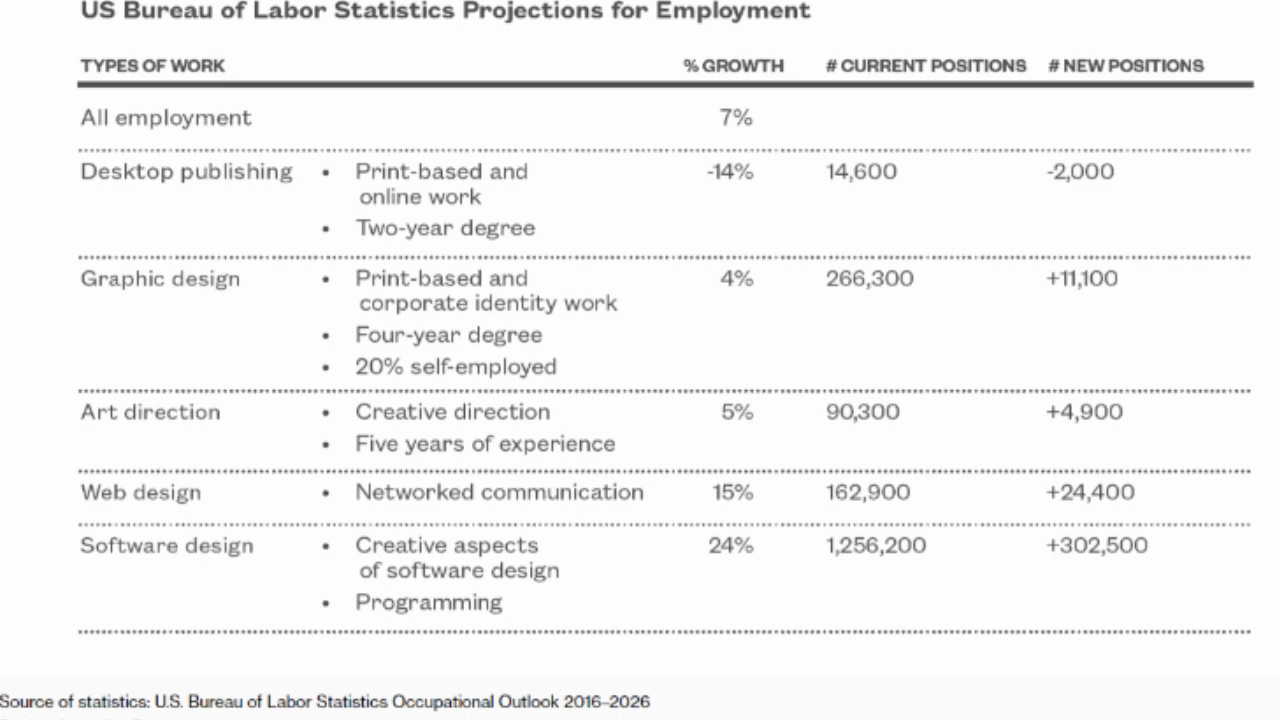 US Bureau of Labor Statistics Projections for Employment
TYPES OF WORK % GROWTH # CURRENT POSITIONS # NEW POSITIONS
All employment 7%
Desktop publishing • Print-based and -14% 14,600 -2,000
online work
• Two-year degree
Graphic design • Print-based and 4% 266,300 +11,100
corporate identity work
• Four-year degree
• 20% self-employed
Art direction • Creative direction 5% 90,300 +4,900
• Five years of experience
Web design • Networked communication 15% 162,900 +24,400
Software design • Creative aspects 24% 1,256,200 +302,500
of software design
• Programming
Source of statistics: U.S. Bureau of Labor Statistics Occupational Outlook 2016–2026